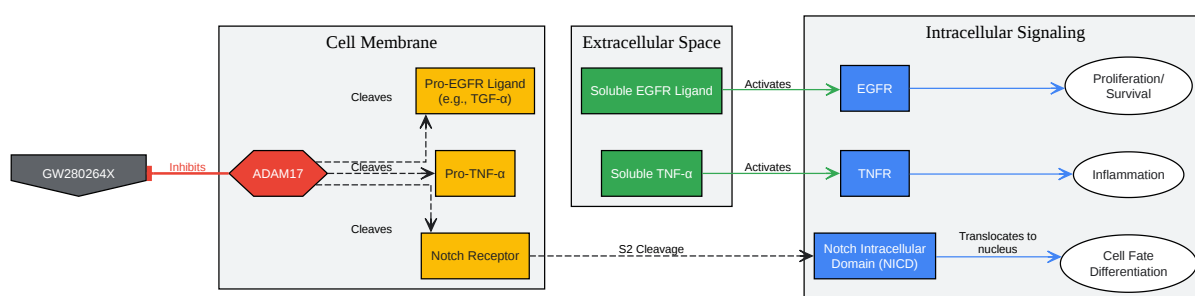 Cell Membrane
Extracellular Space
Intracellular Signaling
Cleaves
Pro-EGFR Ligand
(e.g., TGF-α)
Soluble EGFR Ligand
Activates
EGFR
Proliferation/
Survival
GW280264X
Inhibits
ADAM17
Cleaves
Pro-TNF-α
Soluble TNF-α
Activates
TNFR
Inflammation
Cleaves
Notch Receptor
S2 Cleavage
Notch Intracellular
Domain (NICD)
Translocates to
nucleus
Cell Fate
Differentiation